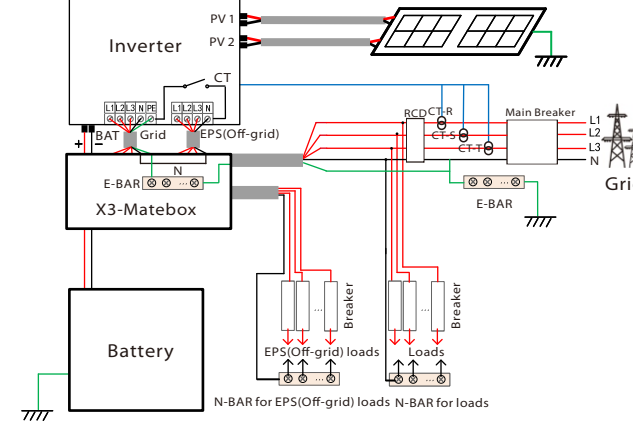 PV 1
Inverter
PV 2
CT
L1 L2 L3 N PE
L1 L2 L3 N
BAT
Grid
EPS(Off-grid)
+
−
RCD
CT-R
CT-S
CT-T
Main Breaker
L1
L2
L3
N
Gri
N
E-BAR
...
X3-Matebox
...
E-BAR
Battery
...
Breaker
...
Breaker
EPS(Off-grid) loads
Loads
...
...
N-BAR for EPS(Off-grid) loads
N-BAR for loads